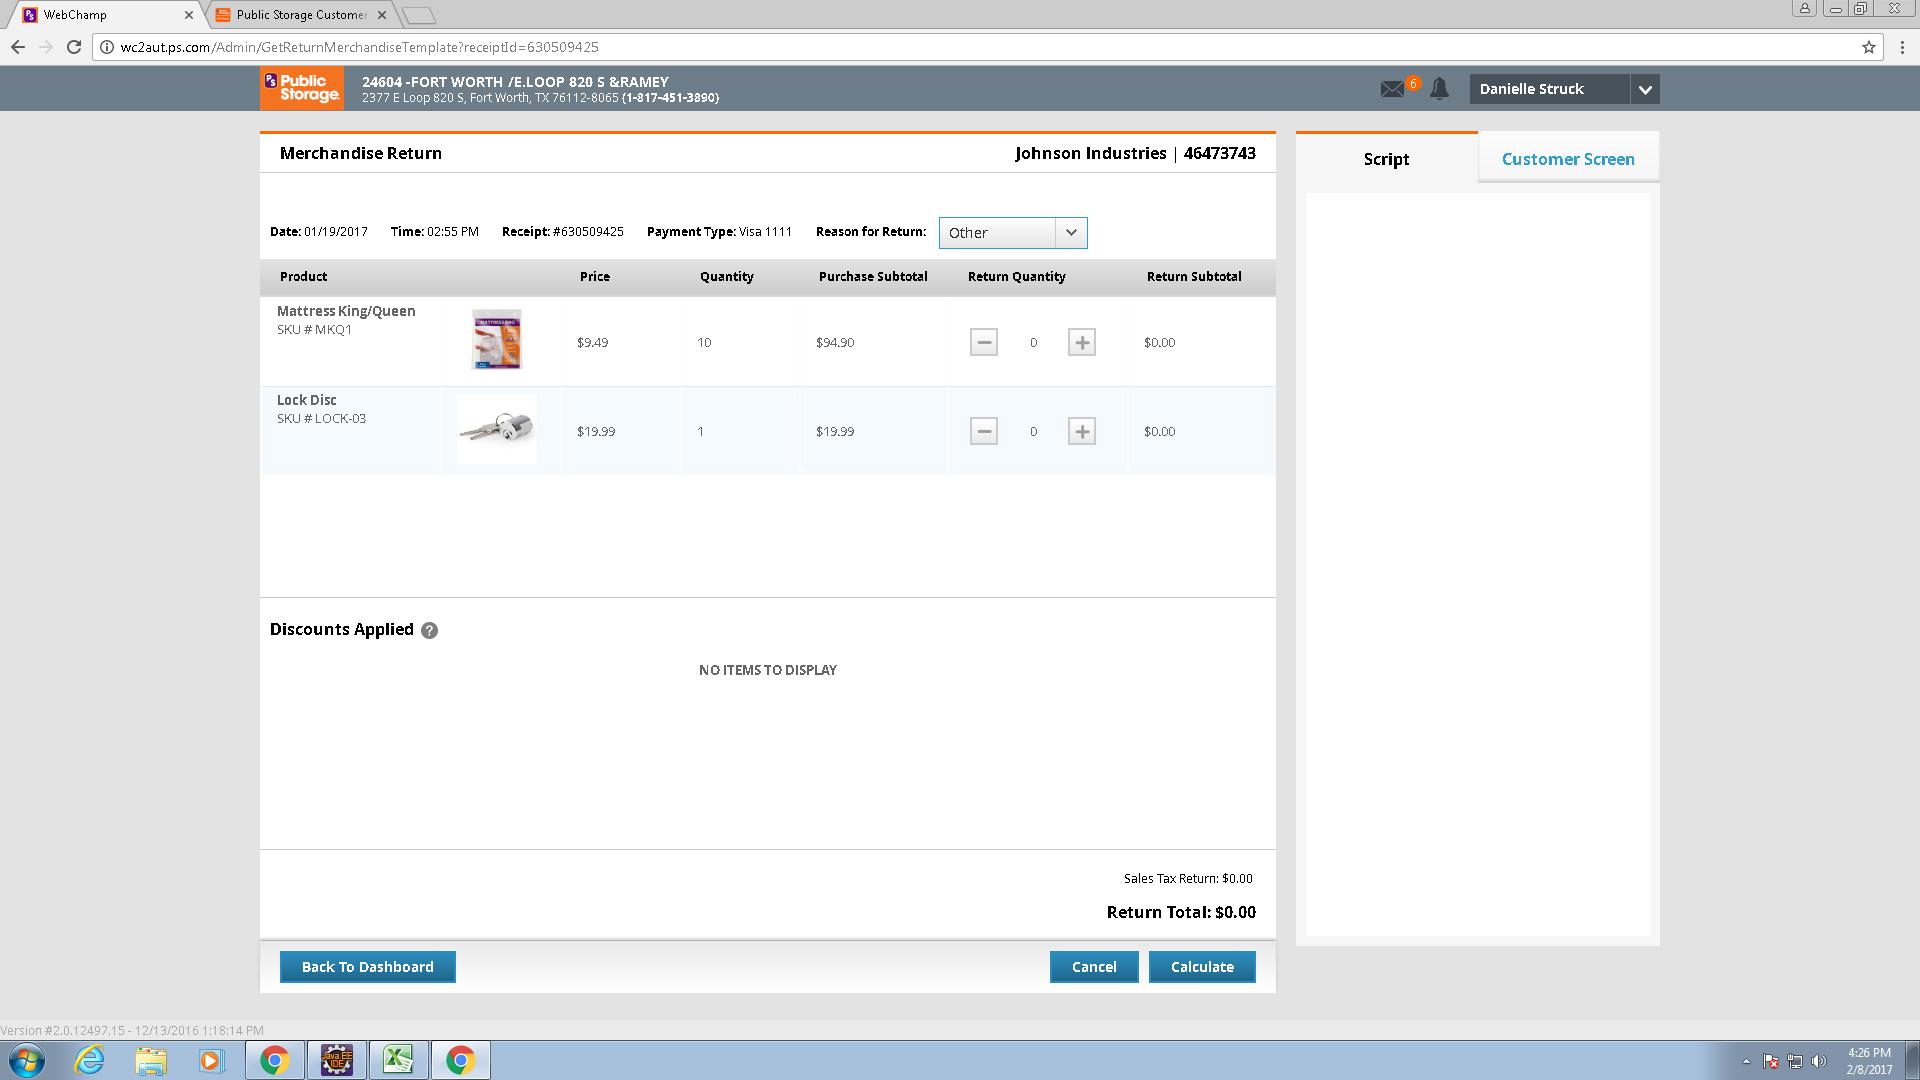 WebChamp
Public Storage Customer
wc2aut.ps.com/Admin/GetReturnMerchandiseTemplate?receiptId=630509425
PS Public Storage.
24604 -FORT WORTH /E.LOOP 820 S &RAMEY
2377 E Loop 820 S, Fort Worth, TX 76112-8065 (1-817-451-3890)
6
Danielle Struck
Merchandise Return
Johnson Industries | 46473743
Script
Customer Screen
Date: 01/19/2017 Time: 02:55 PM Receipt: #630509425 Payment Type: Visa 1111 Reason for Return: Other
Product Price Quantity Purchase Subtotal Return Quantity Return Subtotal
Mattress King/Queen
SKU # MKQ1
MATTRESS BAG
$9.49 10 $94.90 0 $0.00
Lock Disc
SKU # LOCK-03
$19.99 1 $19.99 0 $0.00
Discounts Applied ?
NO ITEMS TO DISPLAY
Sales Tax Return: $0.00
Return Total: $0.00
Back To Dashboard
Cancel
Calculate
Version #2.0.12497.15 - 12/13/2016 1:18:14 PM
Java EE
IDE
4:26 PM
2/8/2017